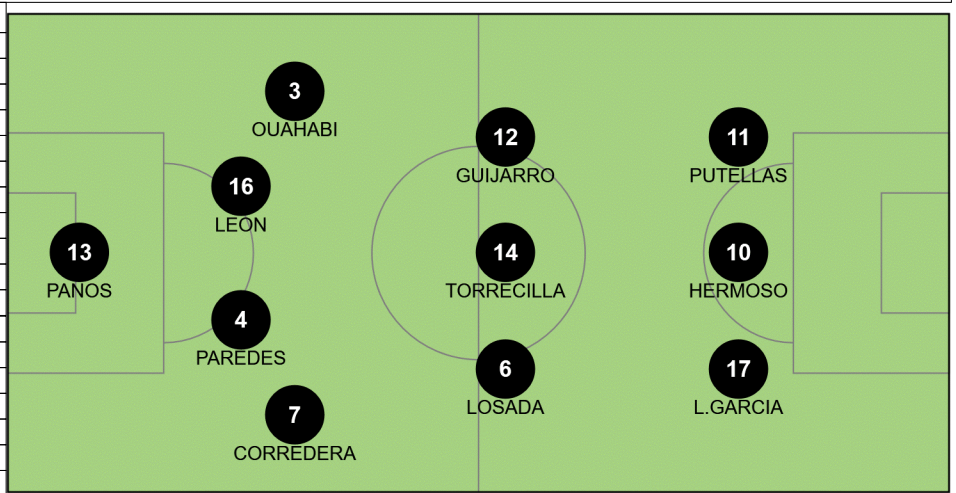 3
OUAHABI
12
GUIJARRO
11
PUTELLAS
16
LEON
13
PANOS
14
TORRECILLA
10
HERMOSO
4
PAREDES
6
LOSADA
17
L.GARCIA
7
CORREDERA